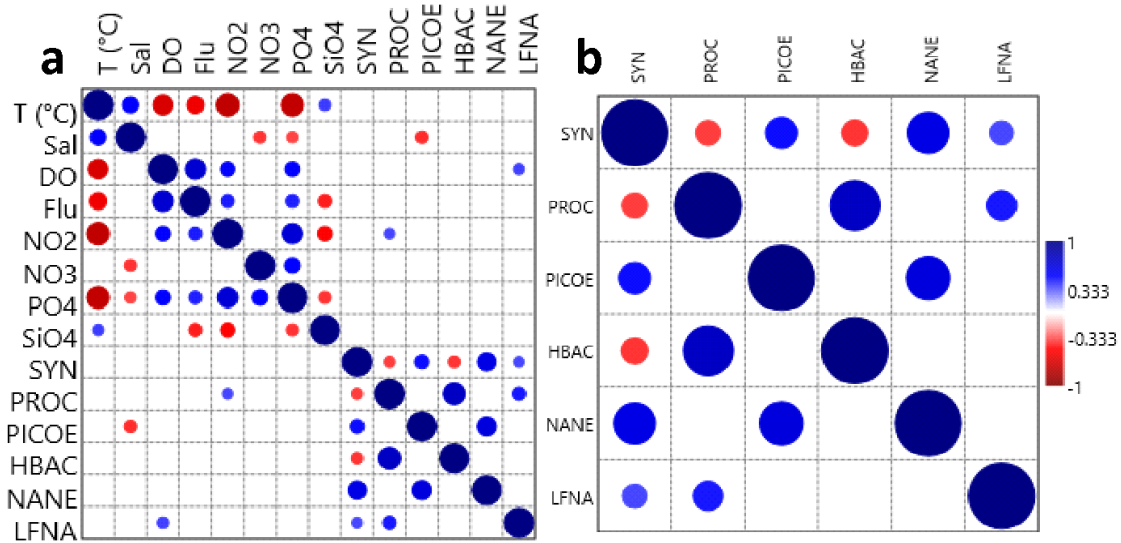 a
T (°C) Sal DO Flu NO2 NO3 PO4 SiO4 SYN PROC PICOE HBAC NANE LFNA
T (°C)
Sal
DO
Flu
NO2
NO3
PO4
SiO4
SYN
PROC
PICOE
HBAC
NANE
LFNA
b
SYN PROC PICOE HBAC NANE LFNA
SYN
PROC
PICOE
HBAC
NANE
LFNA
1
0.333
-0.333
-1